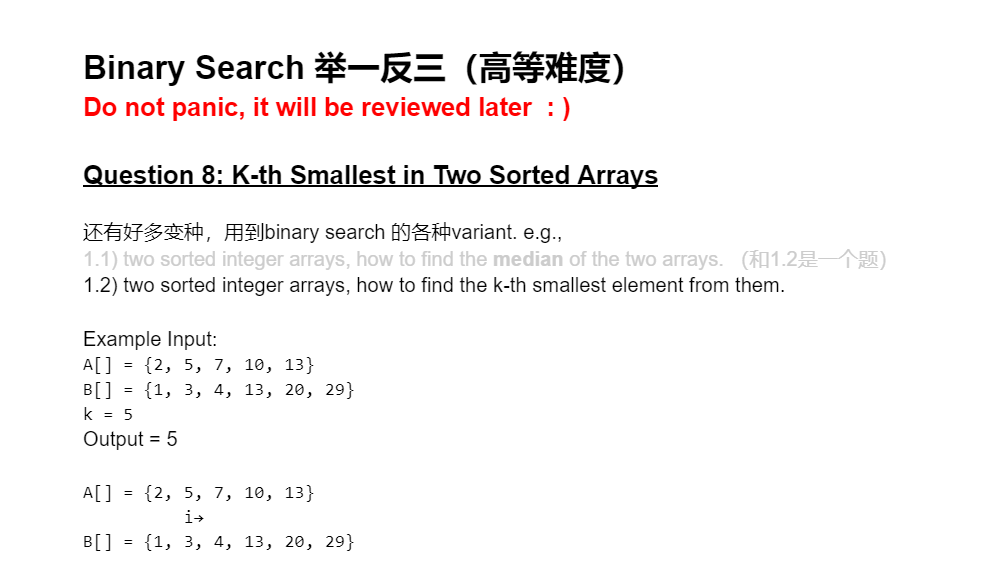 Binary Search 举一反三（高等难度）
Do not panic, it will be reviewed later : )
Question 8: K-th Smallest in Two Sorted Arrays
还有好多变种，用到binary search 的各种variant. e.g.,
1.1) two sorted integer arrays, how to find the median of the two arrays. (和1.2是一个题)
1.2) two sorted integer arrays, how to find the k-th smallest element from them.
Example Input:
A[] = {2, 5, 7, 10, 13}
B[] = {1, 3, 4, 13, 20, 29}
k = 5
Output = 5
A[] = {2, 5, 7, 10, 13}
i→
B[] = {1, 3, 4, 13, 20, 29}